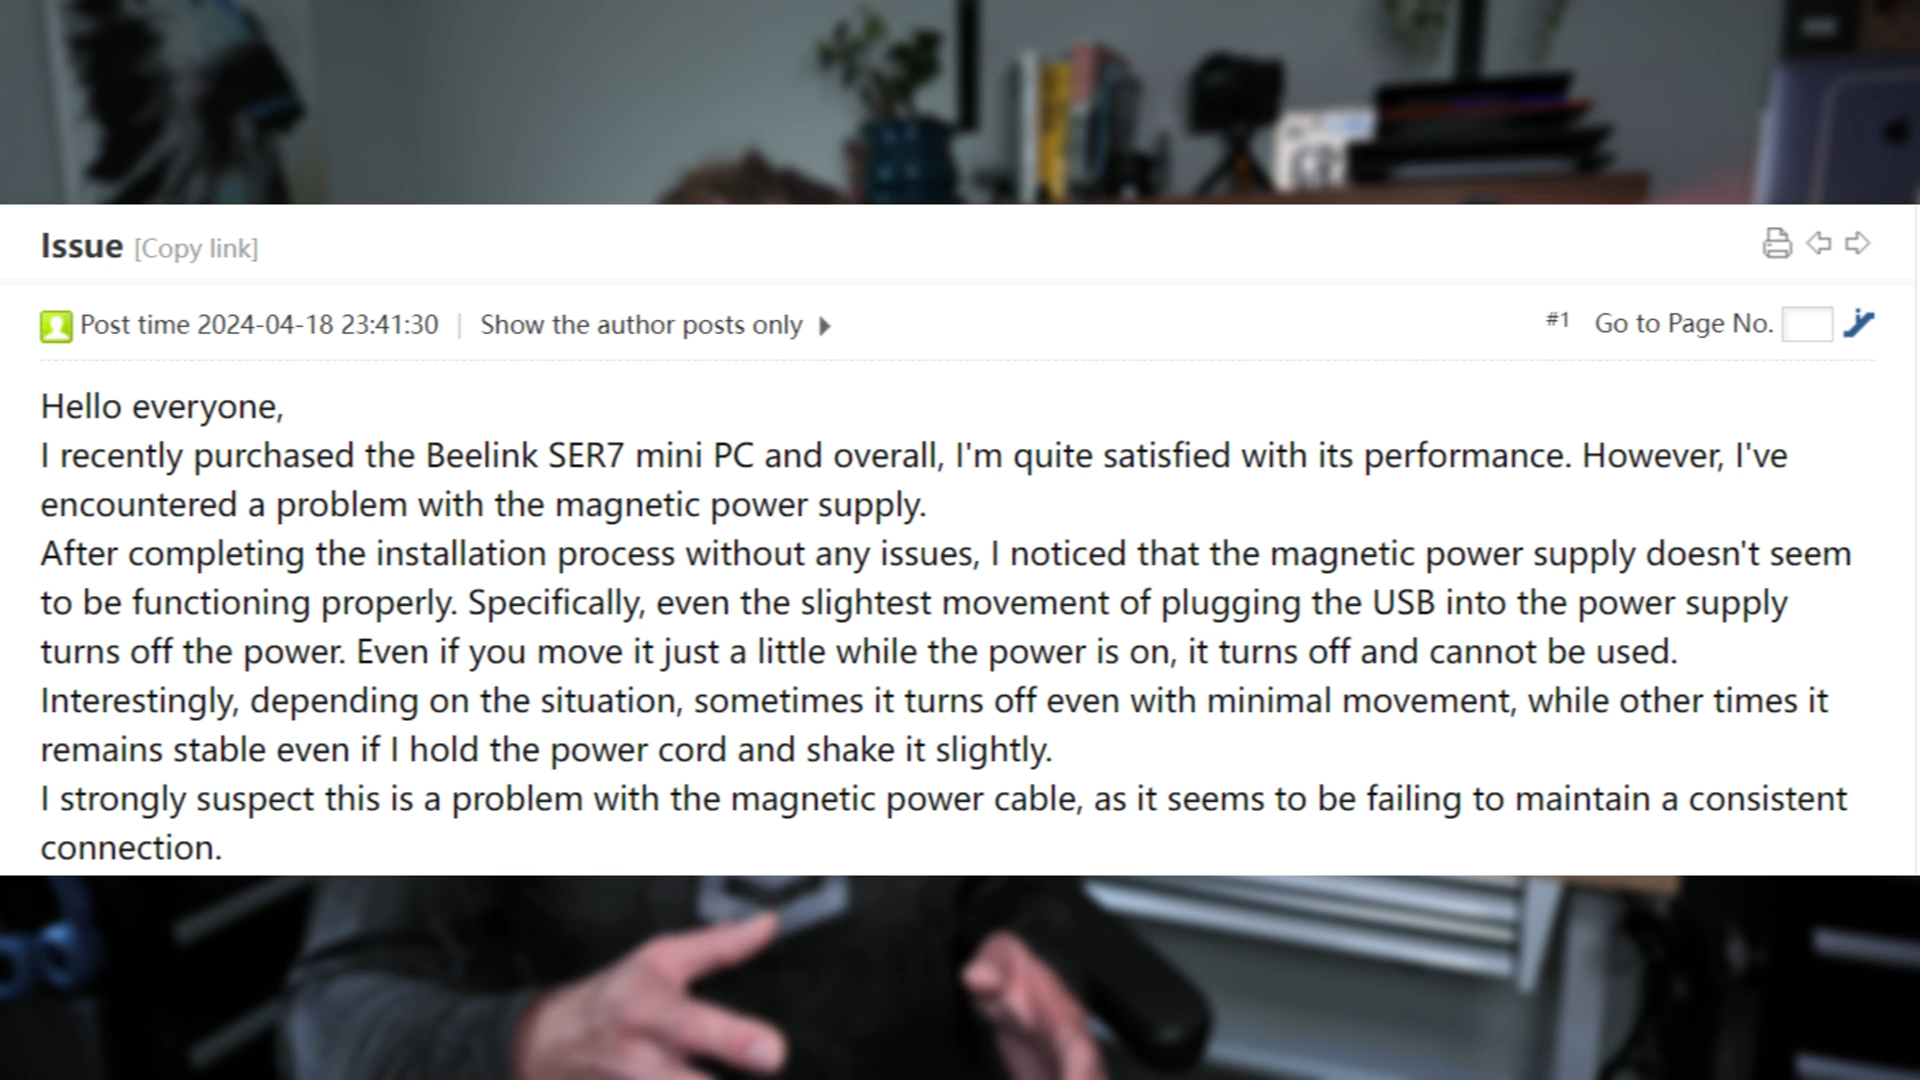 Issue [Copy link]
Post time 2024-04-18 23:41:30 | Show the author posts only
#1 Go to Page No.
Hello everyone,
I recently purchased the Beelink SER7 mini PC and overall, I'm quite satisfied with its performance. However, I've
encountered a problem with the magnetic power supply.
After completing the installation process without any issues, I noticed that the magnetic power supply doesn't seem
to be functioning properly. Specifically, even the slightest movement of plugging the USB into the power supply
turns off the power. Even if you move it just a little while the power is on, it turns off and cannot be used.
Interestingly, depending on the situation, sometimes it turns off even with minimal movement, while other times it
remains stable even if I hold the power cord and shake it slightly.
I strongly suspect this is a problem with the magnetic power cable, as it seems to be failing to maintain a consistent
connection.